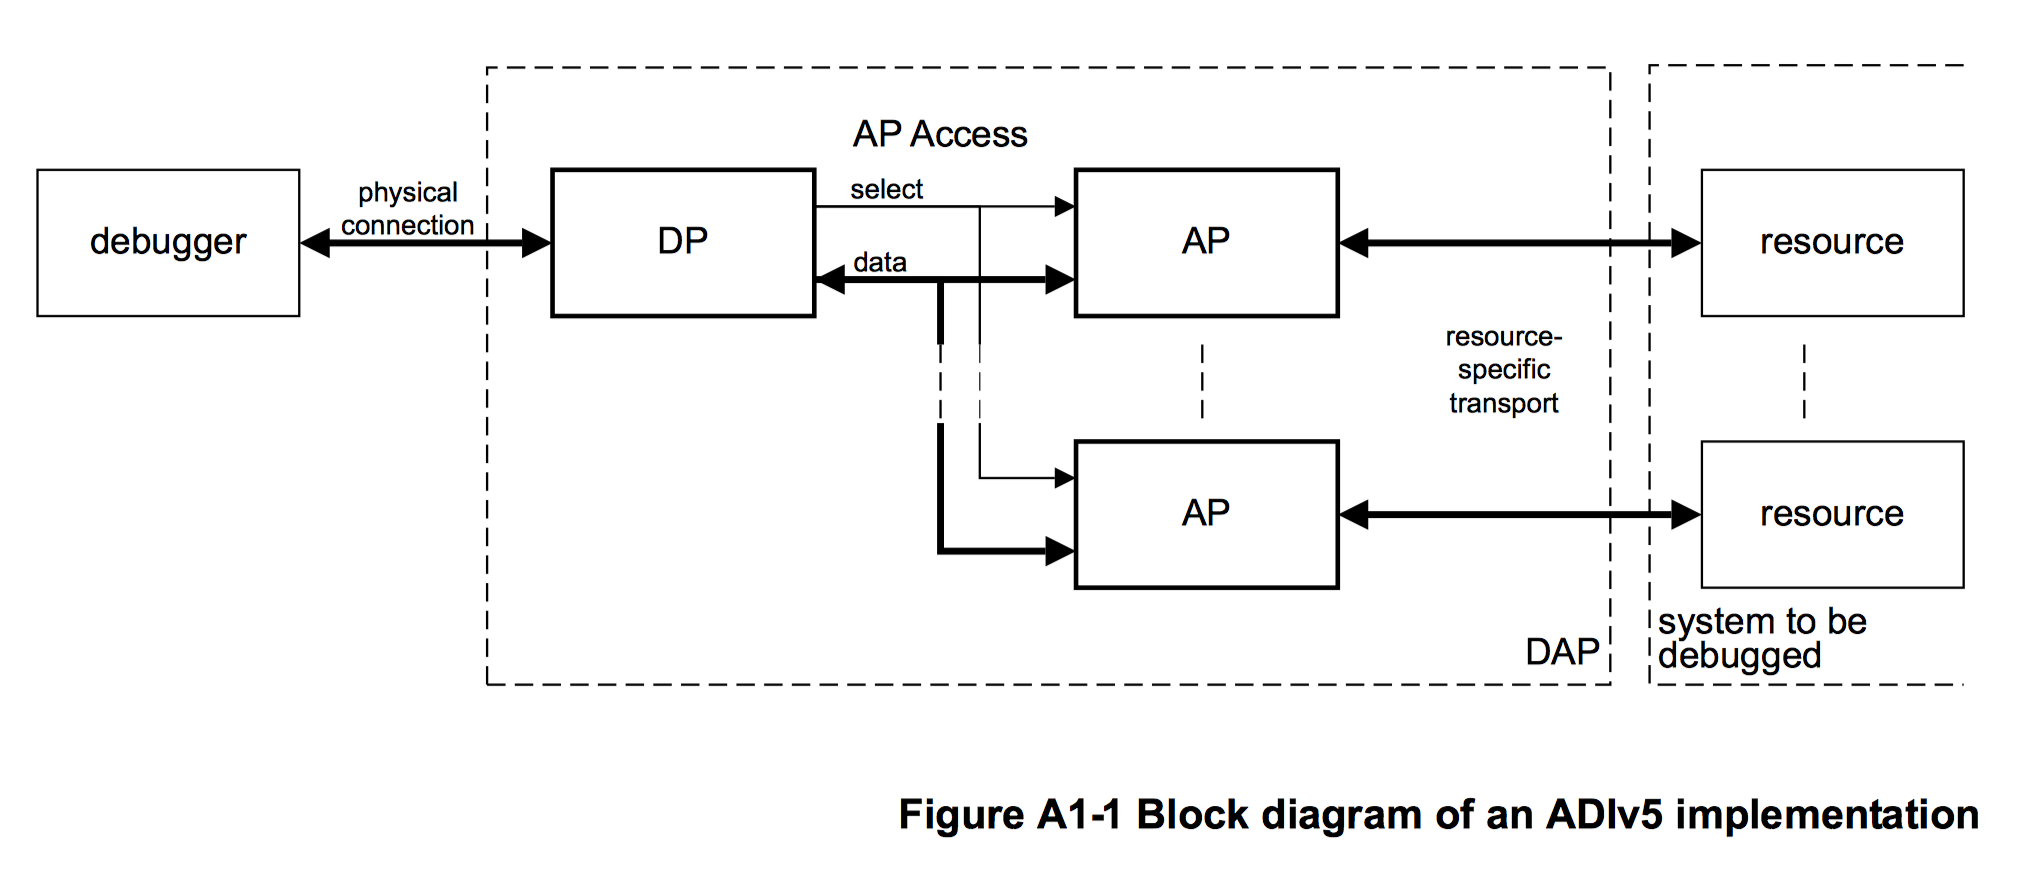 AP Access
debugger
physical
connection
DP
select
data
AP
resource
resource-
specific
transport
AP
resource
DAP
system to be
debugged
Figure A1-1 Block diagram of an ADIv5 implementation